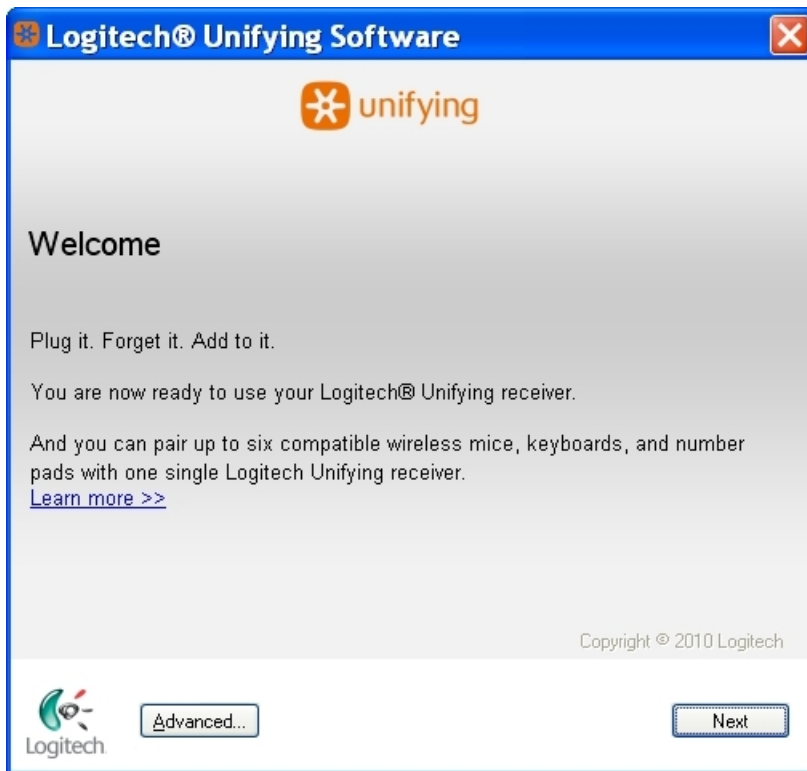 Logitech® Unifying Software
unifying
Welcome
Plug it. Forget it. Add to it.
You are now ready to use your Logitech® Unifying receiver.
And you can pair up to six compatible wireless mice, keyboards, and number
pads with one single Logitech Unifying receiver.
Learn more >>
Copyright © 2010 Logitech
Logitech
Advanced...
Next